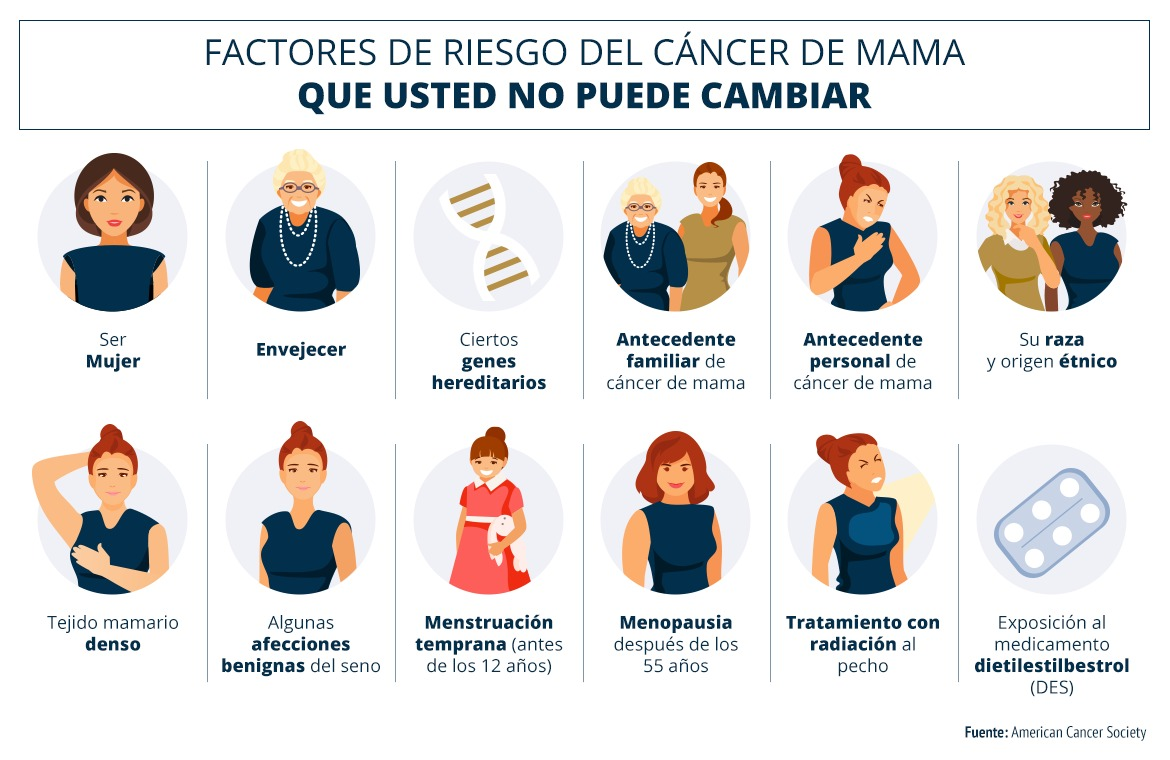 FACTORES DE RIESGO DEL CÁNCER DE MAMA
QUE USTED NO PUEDE CAMBIAR
Ser
Mujer
Envejecer
Ciertos
genes
hereditarios
Antecedente
familiar de
cáncer de mama
Antecedente
personal de
cáncer de mama
Su raza
y origen étnico
Tejido mamario
denso
Algunas
afecciones
benignas del seno
Menstruación
temprana (antes
de los 12 años)
Menopausia
después de los
55 años
Tratamiento con
radiación al
pecho
Exposición al
medicamento
dietilestilbestrol
(DES)
Fuente: American Cancer Society